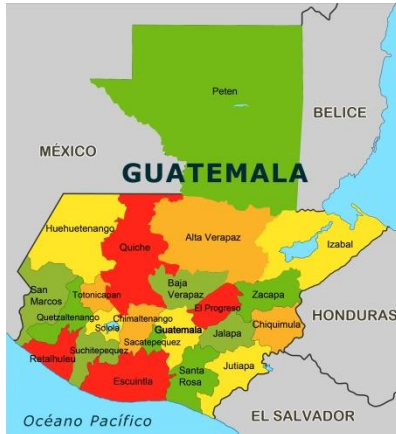 Peten
BELICE
MÉXICO
GUATEMALA
Huehuetenango
Quiche
Alta Verapaz
Izabal
San
Marcos
Totonicapan
Baja
Verapaz
El Progreso
Zacapa
Quetzaltenango
Chimaltenango
Solola
Guatemala
HONDURAS
Chiquimula
Jalapa
Sacatepequez
Suchitepequez
Retalhuleu
Escuintla
Santa
Rosa
Jutiapa
Océano Pacífico
EL SALVADOR